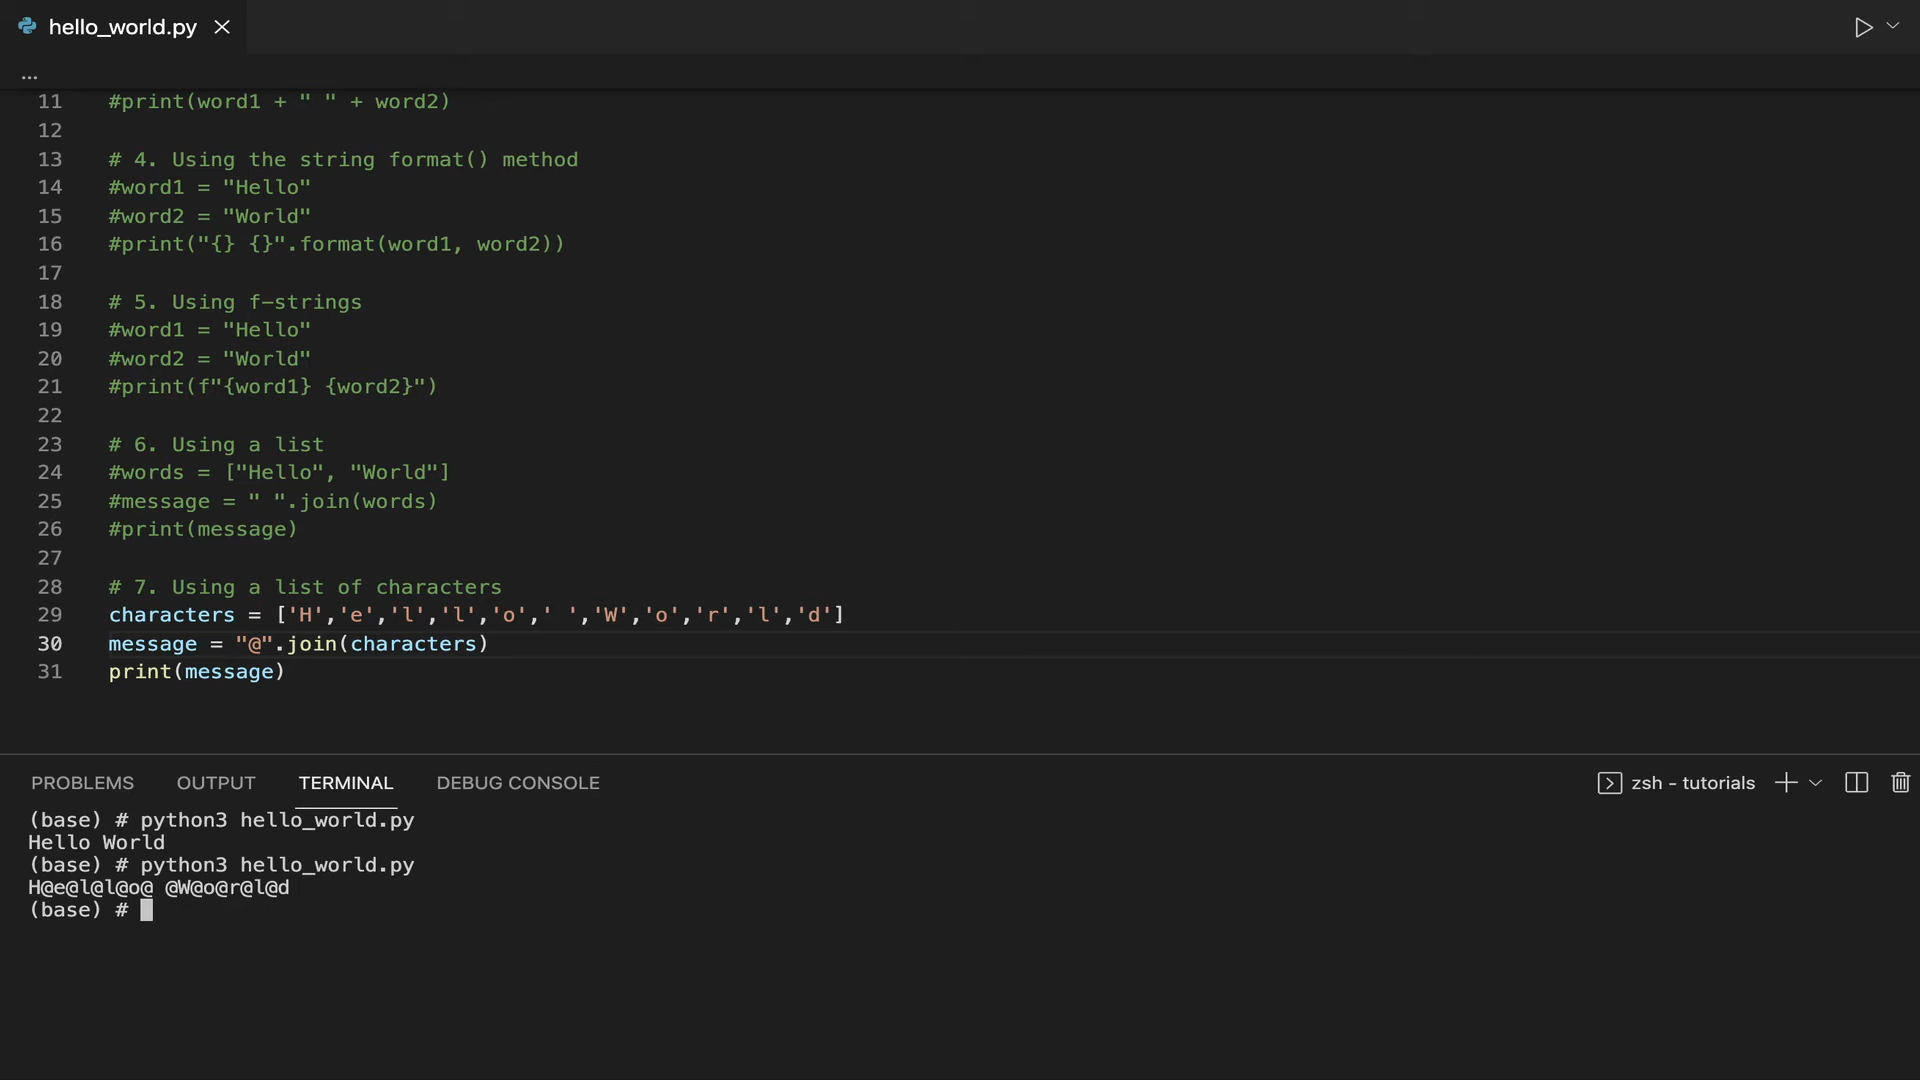 hello_world.py
...
11 #print(word1 + " " + word2)
12
13 # 4. Using the string format() method
14 #word1 = "Hello"
15 #word2 = "World"
16 #print("{} {}".format(word1, word2))
17
18 # 5. Using f-strings
19 #word1 = "Hello"
20 #word2 = "World"
21 #print(f"{word1} {word2}")
22
23 # 6. Using a list
24 #words = ["Hello", "World"]
25 #message = " ".join(words)
26 #print(message)
27
28 # 7. Using a list of characters
29 characters = ['H','e','l','l','o',' ','W','o','r','l','d']
30 message = "@".join(characters)
31 print(message)
PROBLEMS OUTPUT TERMINAL DEBUG CONSOLE zsh - tutorials
(base) # python3 hello_world.py
Hello World
(base) # python3 hello_world.py
H@e@l@l@o@ @W@o@r@l@d
(base) #